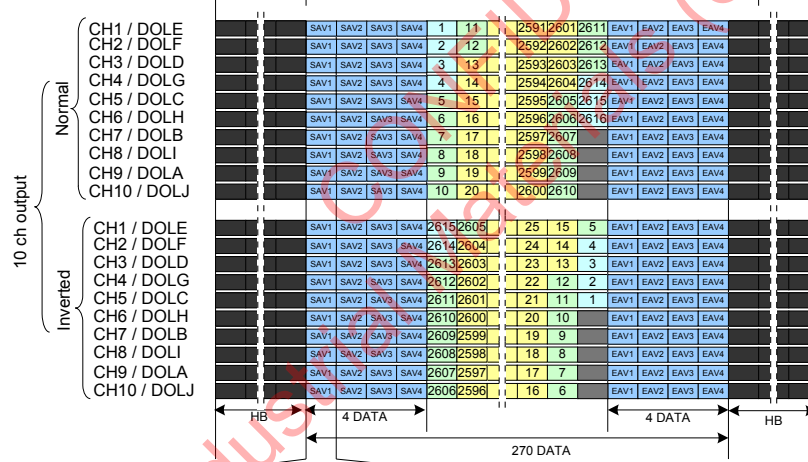 CH1 / DOLE SAV1 SAV2 SAV3 SAV4 1 11 2591 2601 2611 EAV1 EAV2 EAV3 EAV4
CH2 / DOLF SAV1 SAV2 SAV3 SAV4 2 12 2592 2602 2612 EAV1 EAV2 EAV3 EAV4
CH3 / DOLD SAV1 SAV2 SAV3 SAV4 3 13 2593 2603 2613 EAV1 EAV2 EAV3 EAV4
CH4 / DOLG SAV1 SAV2 SAV3 SAV4 4 14 2594 2604 2614 EAV1 EAV2 EAV3 EAV4
CH5 / DOLC SAV1 SAV2 SAV3 SAV4 5 15 2595 2605 2615 EAV1 EAV2 EAV3 EAV4
CH6 / DOLH SAV1 SAV2 SAV3 SAV4 6 16 2596 2606 2616 EAV1 EAV2 EAV3 EAV4
CH7 / DOLB SAV1 SAV2 SAV3 SAV4 7 17 2597 2607 EAV1 EAV2 EAV3 EAV4
CH8 / DOLI SAV1 SAV2 SAV3 SAV4 8 18 2598 2608 EAV1 EAV2 EAV3 EAV4
CH9 / DOLA SAV1 SAV2 SAV3 SAV4 9 19 2599 2609 EAV1 EAV2 EAV3 EAV4
CH10 / DOLJ SAV1 SAV2 SAV3 SAV4 10 20 2600 2610 EAV1 EAV2 EAV3 EAV4
Normal
10 ch output
CH1 / DOLE SAV1 SAV2 SAV3 SAV4 2615 2605 25 15 5 EAV1 EAV2 EAV3 EAV4
CH2 / DOLF SAV1 SAV2 SAV3 SAV4 2614 2604 24 14 4 EAV1 EAV2 EAV3 EAV4
CH3 / DOLD SAV1 SAV2 SAV3 SAV4 2613 2603 23 13 3 EAV1 EAV2 EAV3 EAV4
CH4 / DOLG SAV1 SAV2 SAV3 SAV4 2612 2602 22 12 2 EAV1 EAV2 EAV3 EAV4
CH5 / DOLC SAV1 SAV2 SAV3 SAV4 2611 2601 21 11 1 EAV1 EAV2 EAV3 EAV4
CH6 / DOLH SAV1 SAV2 SAV3 SAV4 2610 2600 20 10 EAV1 EAV2 EAV3 EAV4
CH7 / DOLB SAV1 SAV2 SAV3 SAV4 2609 2599 19 9 EAV1 EAV2 EAV3 EAV4
CH8 / DOLI SAV1 SAV2 SAV3 SAV4 2608 2598 18 8 EAV1 EAV2 EAV3 EAV4
CH9 / DOLA SAV1 SAV2 SAV3 SAV4 2607 2597 17 7 EAV1 EAV2 EAV3 EAV4
CH10 / DOLJ SAV1 SAV2 SAV3 SAV4 2606 2596 16 6 EAV1 EAV2 EAV3 EAV4
Inverted
HB 4 DATA 4 DATA HB
270 DATA